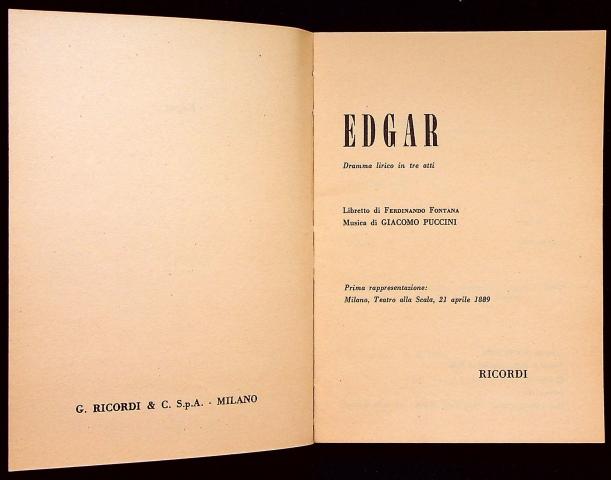 G. RICORDI & C. S.p.A. - MILANO
EDGAR
Dramma lirico in tre atti
Libretto di FERDINANDO FONTANA
Musica di GIACOMO PUCCINI
Prima rappresentazione:
Milano, Teatro alla Scala, 21 aprile 1889
RICORDI